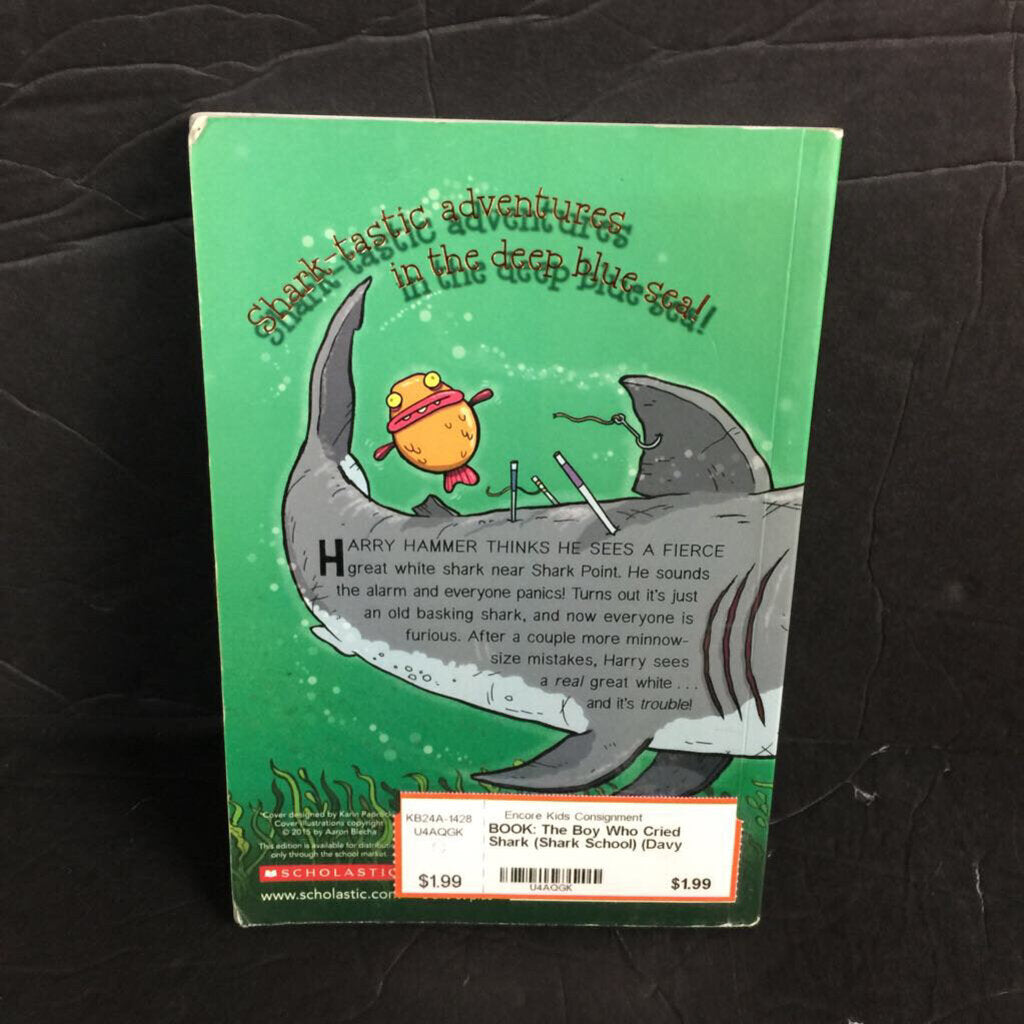 Shark-tastic adventures
in the deep blue sea!
HARRY HAMMER THINKS HE SEES A FIERCE
great white shark near Shark Point. He sounds
the alarm and everyone panics! Turns out it's just
an old basking shark, and now everyone is
furious. After a couple more minnow-
size mistakes, Harry sees
a real great white...
and it's trouble!
Cover designed by Karin
Cover illustrations copyright
© 2015 by Aaron Blecha
This edition is available for
only through the school market.
SCHOLASTIC
www.scholastic.com
KB24A-1428
U4AQGK
$1.99
Encore Kids Consignment
BOOK: The Boy Who Cried
Shark (Shark School) (Davy
U4AQGK
$1.99